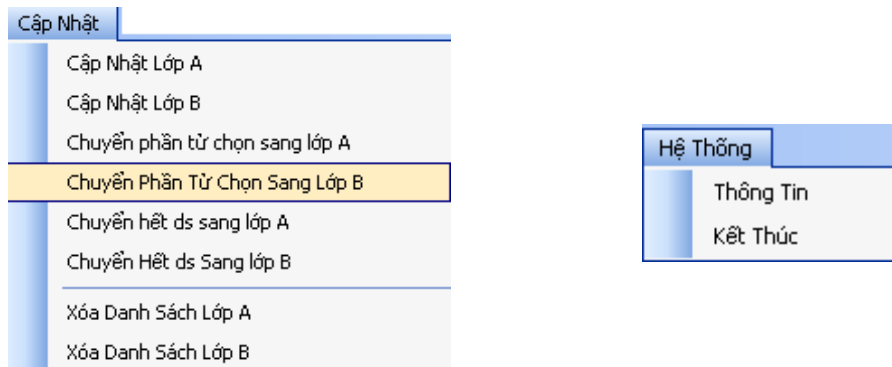 Cập Nhật
Cập Nhật Lớp A
Cập Nhật Lớp B
Chuyển phần từ chọn sang lớp A
Chuyển Phần Từ Chọn Sang Lớp B
Chuyển hết ds sang lớp A
Chuyển Hết ds Sang lớp B
Xóa Danh Sách Lớp A
Xóa Danh Sách Lớp B
Hệ Thống
Thông Tin
Kết Thúc